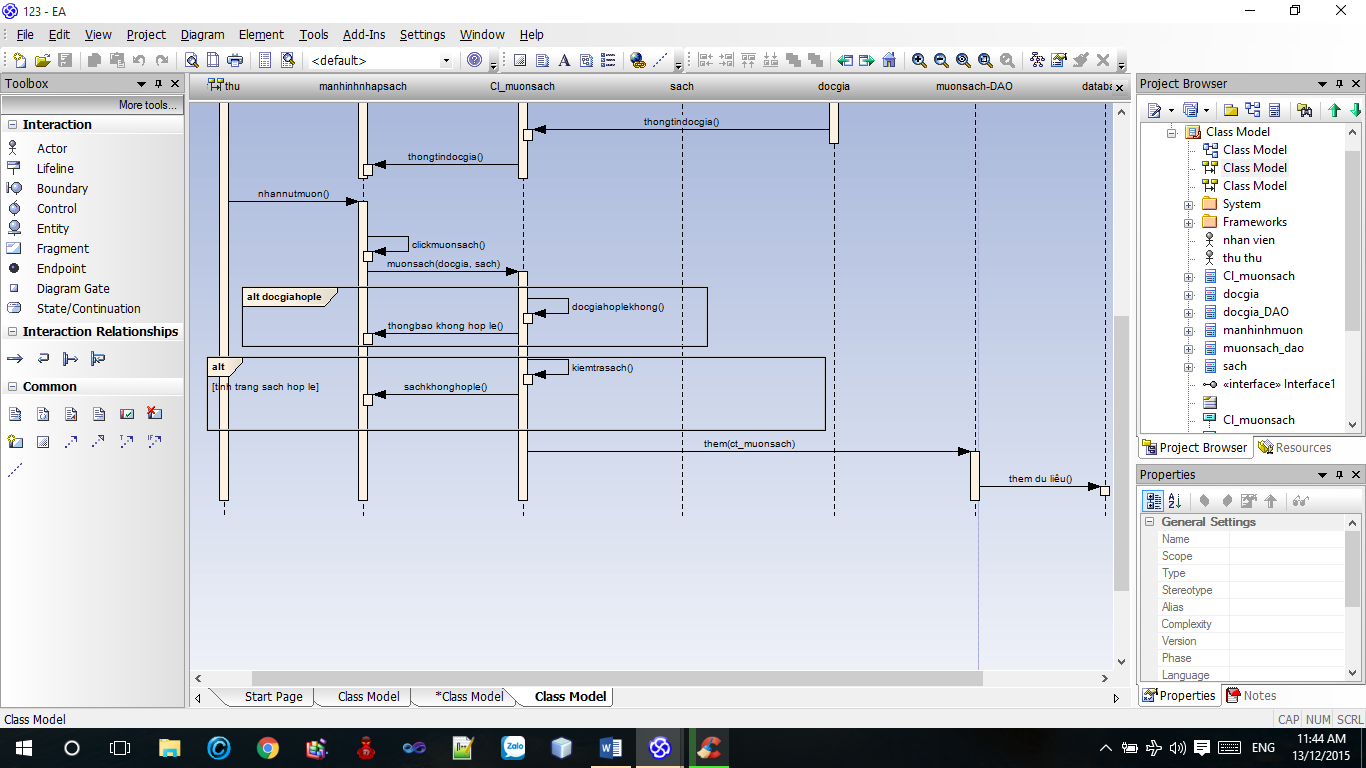 123 - EA
File Edit View Project Diagram Element Tools Add-Ins Settings Window Help
<default>
Toolbox
More tools...
Interaction
Actor
Lifeline
Boundary
Control
Entity
Fragment
Endpoint
Diagram Gate
State/Continuation
Interaction Relationships
Common
thu manhinhnhapsach Cl_muonsach sach docgia muonsach-DAO databa
thongtindocgia()
thongtindocgia()
nhannutmuon()
clickmuonsach()
muonsach(docgia, sach)
alt docgiahople
docgiahoplekhong()
thongbao khong hop le()
alt
kiemtrasach()
[tinh trang sach hop le]
sachkhonghople()
them(ct_muonsach)
them du liêu()
Start Page Class Model *Class Model Class Model
Project Browser
Class Model
Class Model
Class Model
Class Model
System
Frameworks
nhan vien
thu thu
Cl_muonsach
docgia
docgia_DAO
manhinhmuon
muonsach_dao
sach
«interface» Interface1
Cl_muonsach
Project Browser Resources
Properties
General Settings
Name
Scope
Type
Stereotype
Alias
Complexity
Version
Phase
Language
Properties Notes
Class Model
CAP NUM SCRL
Zalo
ENG
11:44 AM
13/12/2015